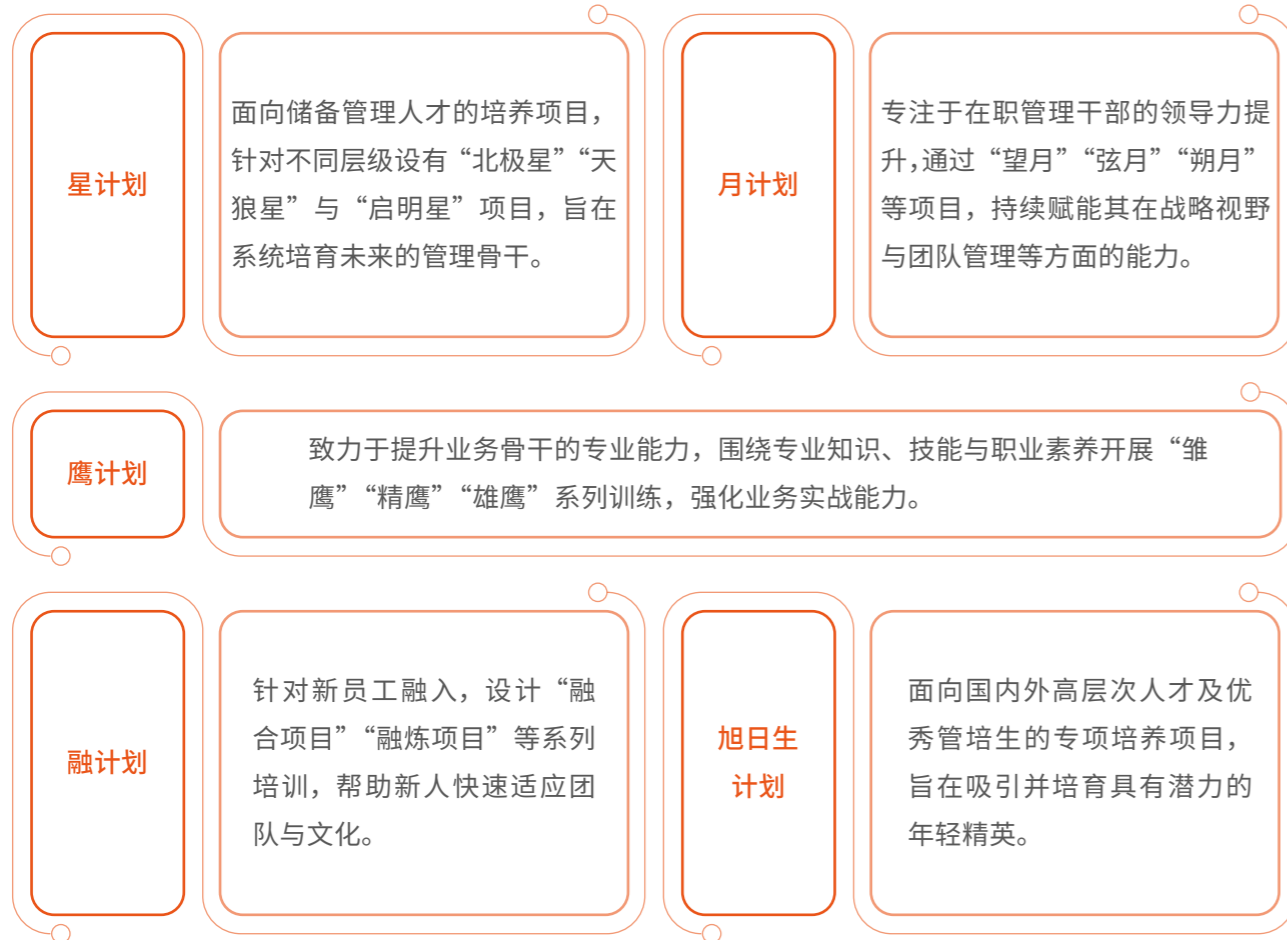 星计划
面向储备管理人才的培养项目，
针对不同层级设有“北极星”“天
狼星”与“启明星”项目，旨在
系统培育未来的管理骨干。
月计划
专注于在职管理干部的领导力提
升，通过“望月”“弦月”“朔月”
等项目，持续赋能其在战略视野
与团队管理等方面的能力。
鹰计划
致力于提升业务骨干的专业能力，围绕专业知识、技能与职业素养开展“雏
鹰”“精鹰”“雄鹰”系列训练，强化业务实战能力。
融计划
针对新员工融入，设计“融
合项目”“融炼项目”等系列
培训，帮助新人快速适应团
队与文化。
旭日生
计划
面向国内外高层次人才及优
秀管培生的专项培养项目，
旨在吸引并培育具有潜力的
年轻精英。